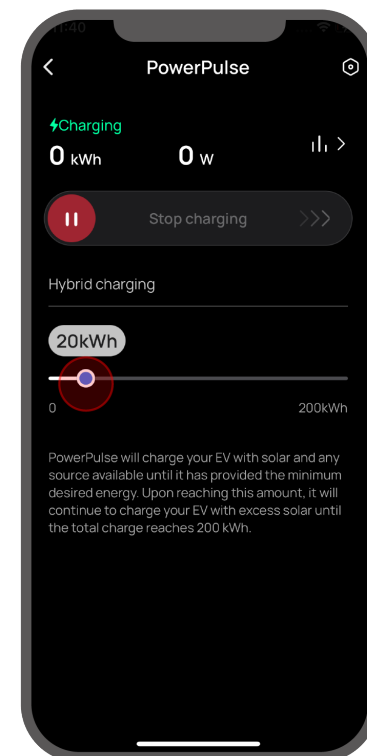 11:40
PowerPulse
Charging
0 kWh 0 W
Stop charging
Hybrid charging
20kWh
0 200kWh
PowerPulse will charge your EV with solar and any
source available until it has provided the minimum
desired energy. Upon reaching this amount, it will
continue to charge your EV with excess solar until
the total charge reaches 200 kWh.